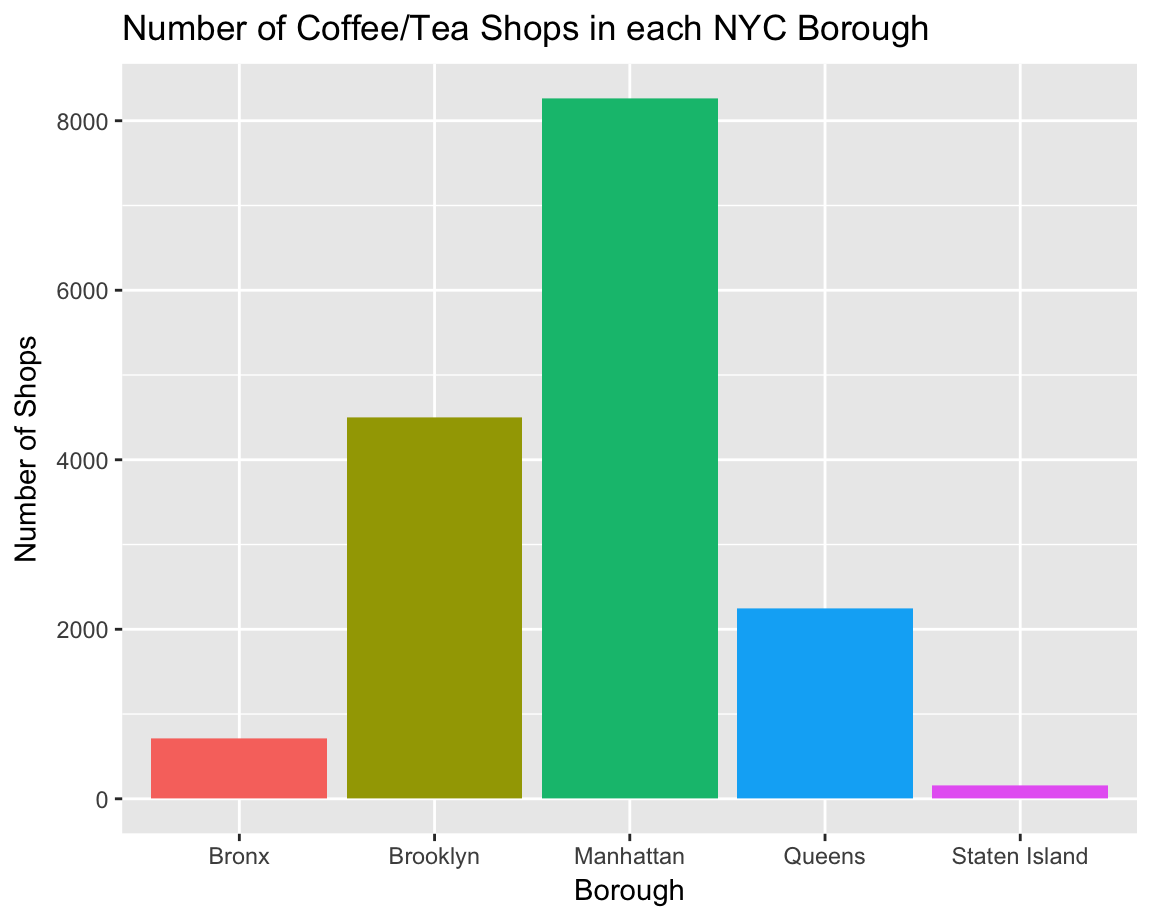 Number of Coffee/Tea Shops in each NYC Borough
Number of Shops
8000
6000
4000
2000
0
Bronx
Brooklyn
Manhattan
Queens
Staten Island
Borough